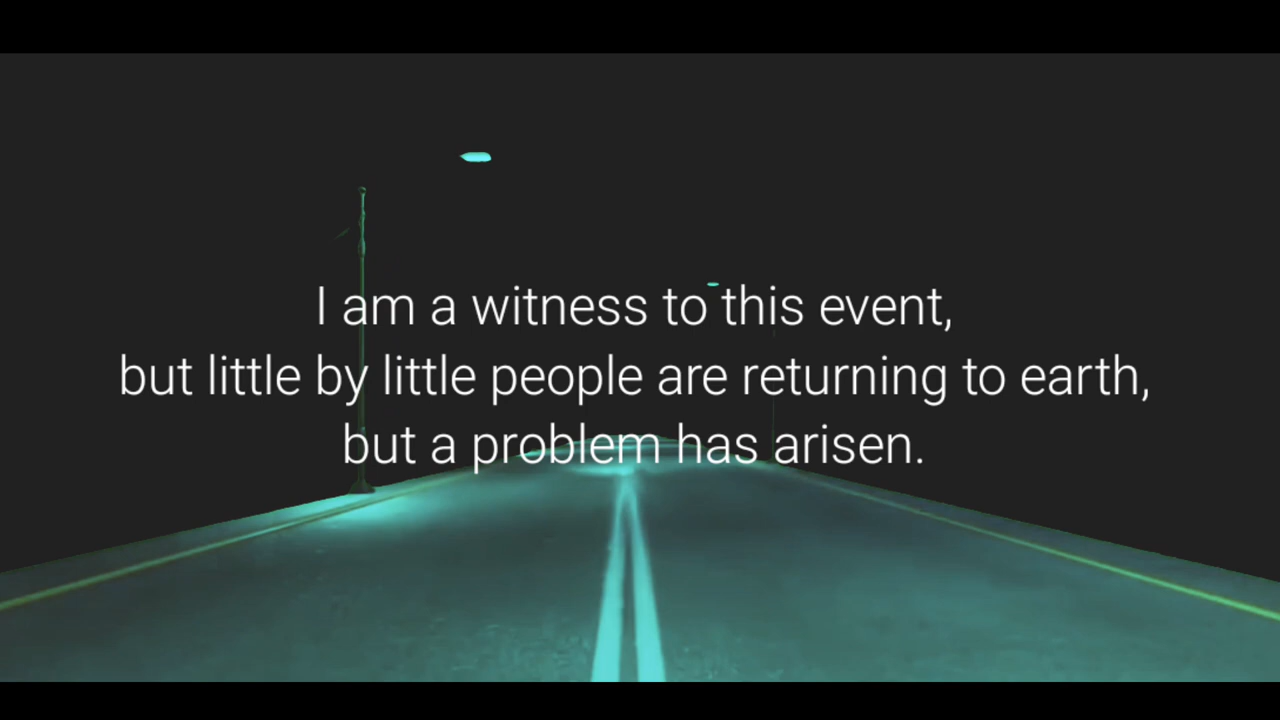 I am a witness to this event,
but little by little people are returning to earth,
but a problem has arisen.